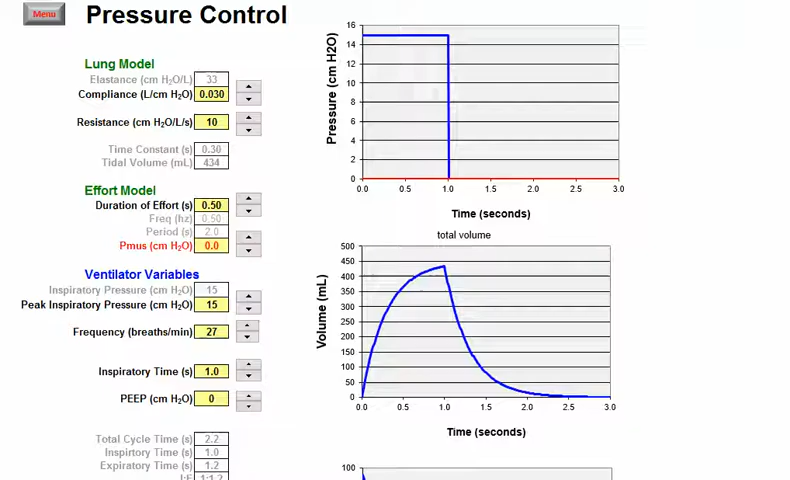 Menu
Pressure Control
Lung Model
Elastance (cm H₂O/L) 33
Compliance (L/cm H₂O) 0.030
Resistance (cm H₂O/L/s) 10
Time Constant (s) 0.30
Tidal Volume (mL) 434
Effort Model
Duration of Effort (s) 0.50
Freq (hz) 0.50
Period (s) 2.0
Pmus (cm H₂O) 0.0
Ventilator Variables
Inspiratory Pressure (cm H₂O) 15
Peak Inspiratory Pressure (cm H₂O) 15
Frequency (breaths/min) 27
Inspiratory Time (s) 1.0
PEEP (cm H₂O) 0
Total Cycle Time (s) 2.2
Inspirtory Time (s) 1.0
Expiratory Time (s) 1.2
I:E 1:1.2
Pressure (cm H2O)
16
14
12
10
8
6
4
2
0
0.0 0.5 1.0 1.5 2.0 2.5 3.0
Time (seconds)
total volume
Volume (mL)
500
450
400
350
300
250
200
150
100
50
0
0.0 0.5 1.0 1.5 2.0 2.5 3.0
Time (seconds)
100